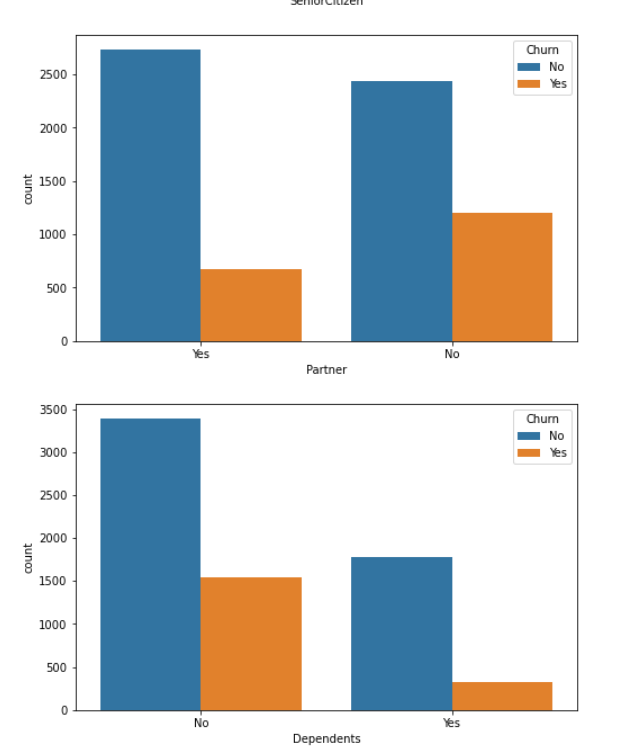 SeniorCitizen
Churn
No
Yes
2500
2000
1500
1000
500
0
count
Yes No
Partner
Churn
No
Yes
3500
3000
2500
2000
1500
1000
500
0
count
No Yes
Dependents